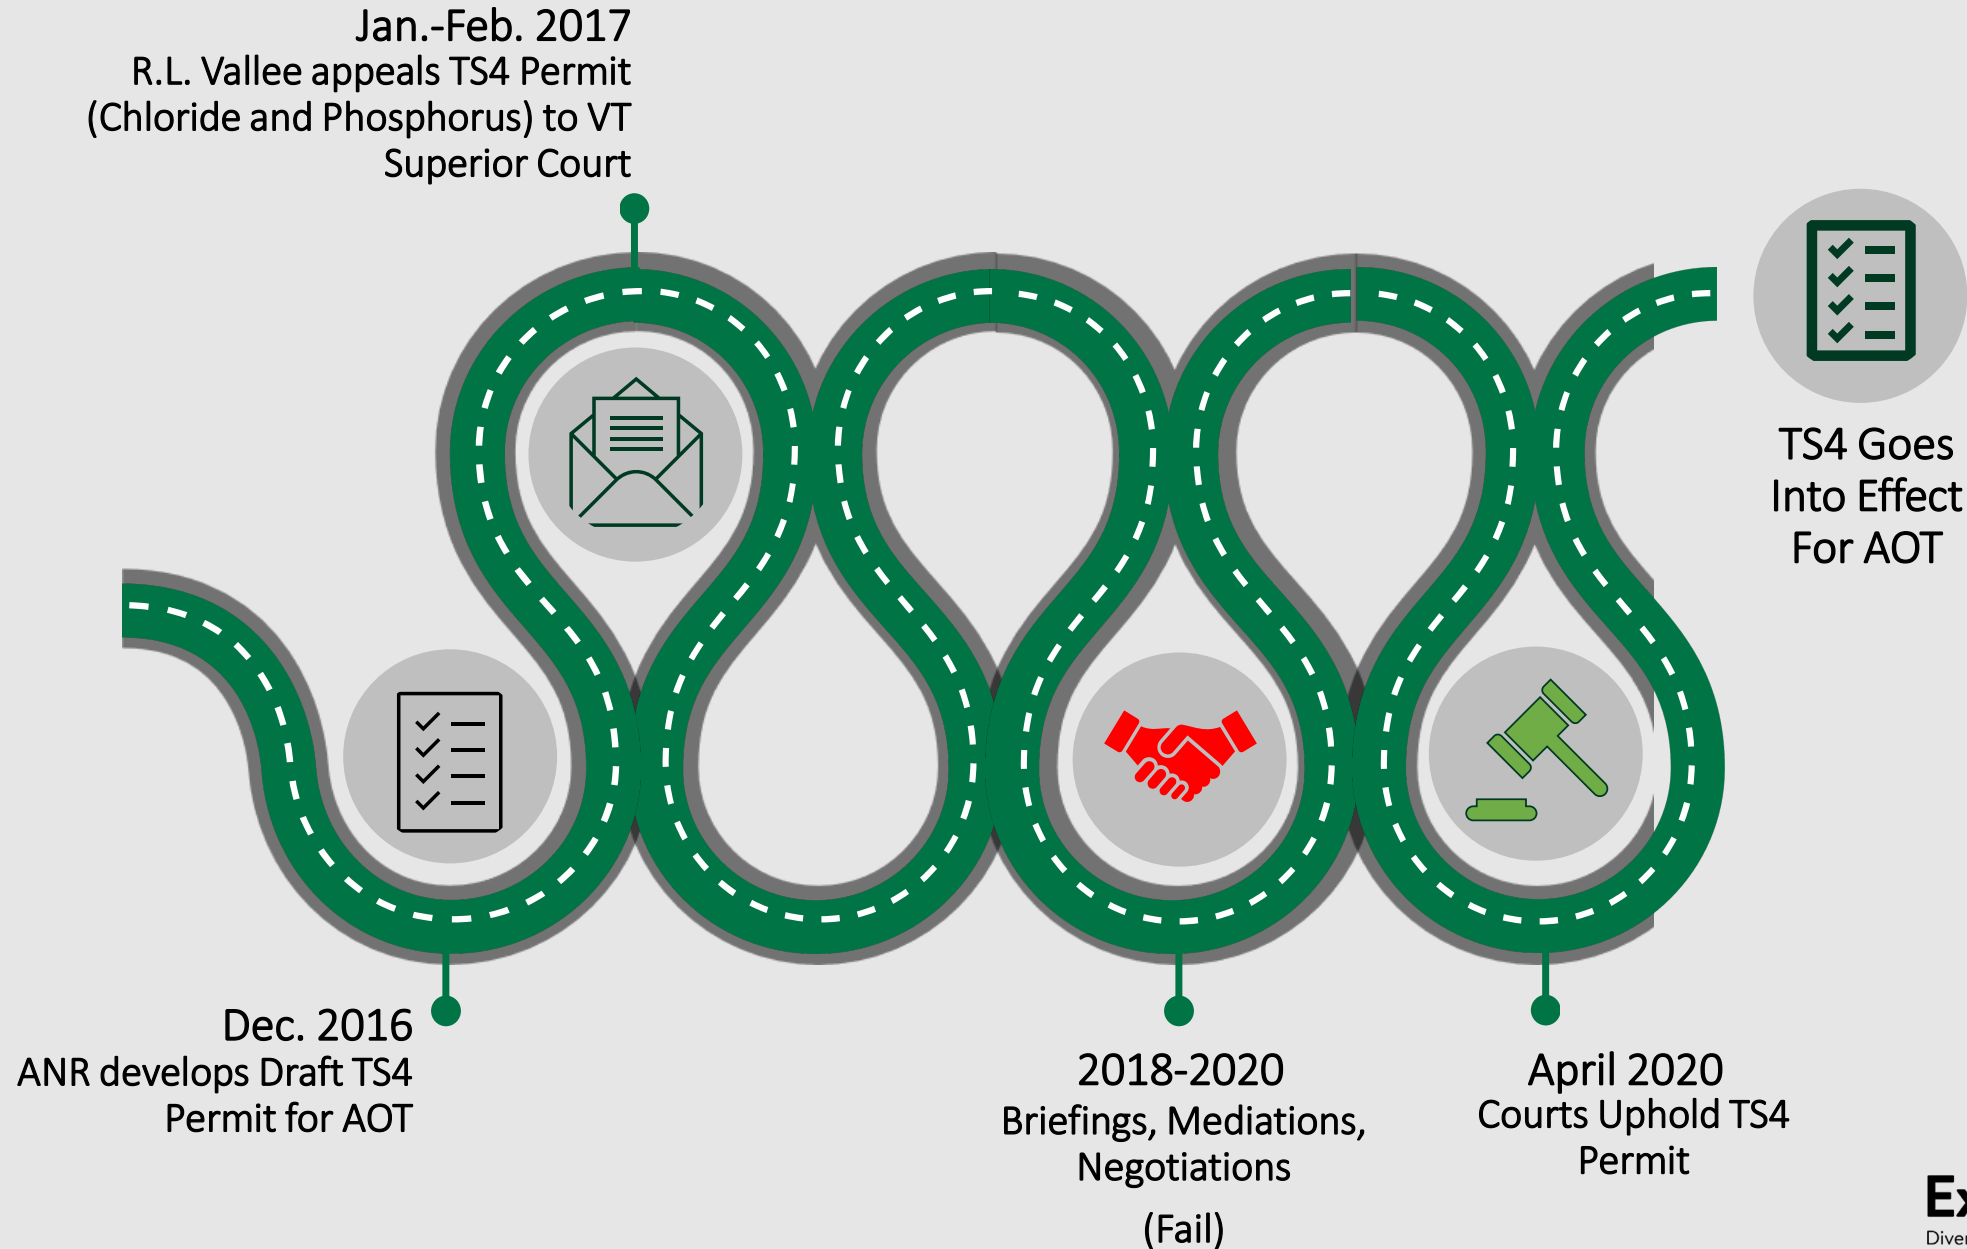 Jan.-Feb. 2017
R.L. Vallee appeals TS4 Permit
(Chloride and Phosphorus) to VT
Superior Court
TS4 Goes
Into Effect
For AOT
Dec. 2016
ANR develops Draft TS4
Permit for AOT
2018-2020
Briefings, Mediations,
Negotiations
(Fail)
April 2020
Courts Uphold TS4
Permit